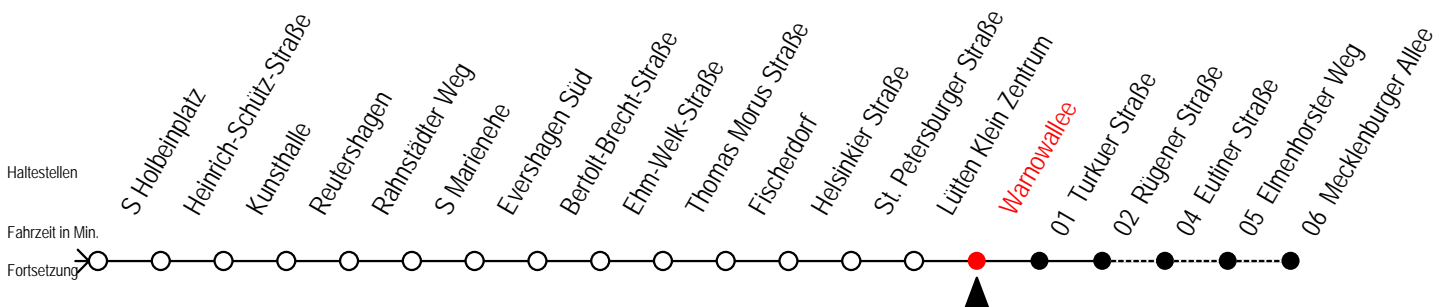 Haltestellen
S Holbeinplatz
Heinrich-Schütz-Straße
Kunsthalle
Reutershagen
Rahnstädter Weg
S Marienehe
Evershagen Süd
Bertolt-Brecht-Straße
Ehm-Welk-Straße
Thomas Morus Straße
Fischerdorf
Helsinkier Straße
St. Petersburger Straße
Lütten Klein Zentrum
Warnowallee
01 Turkuer Straße
02 Rügener Straße
04 Eutiner Straße
05 Elmenhorster Weg
06 Mecklenburger Allee
Fahrzeit in Min.
Fortsetzung